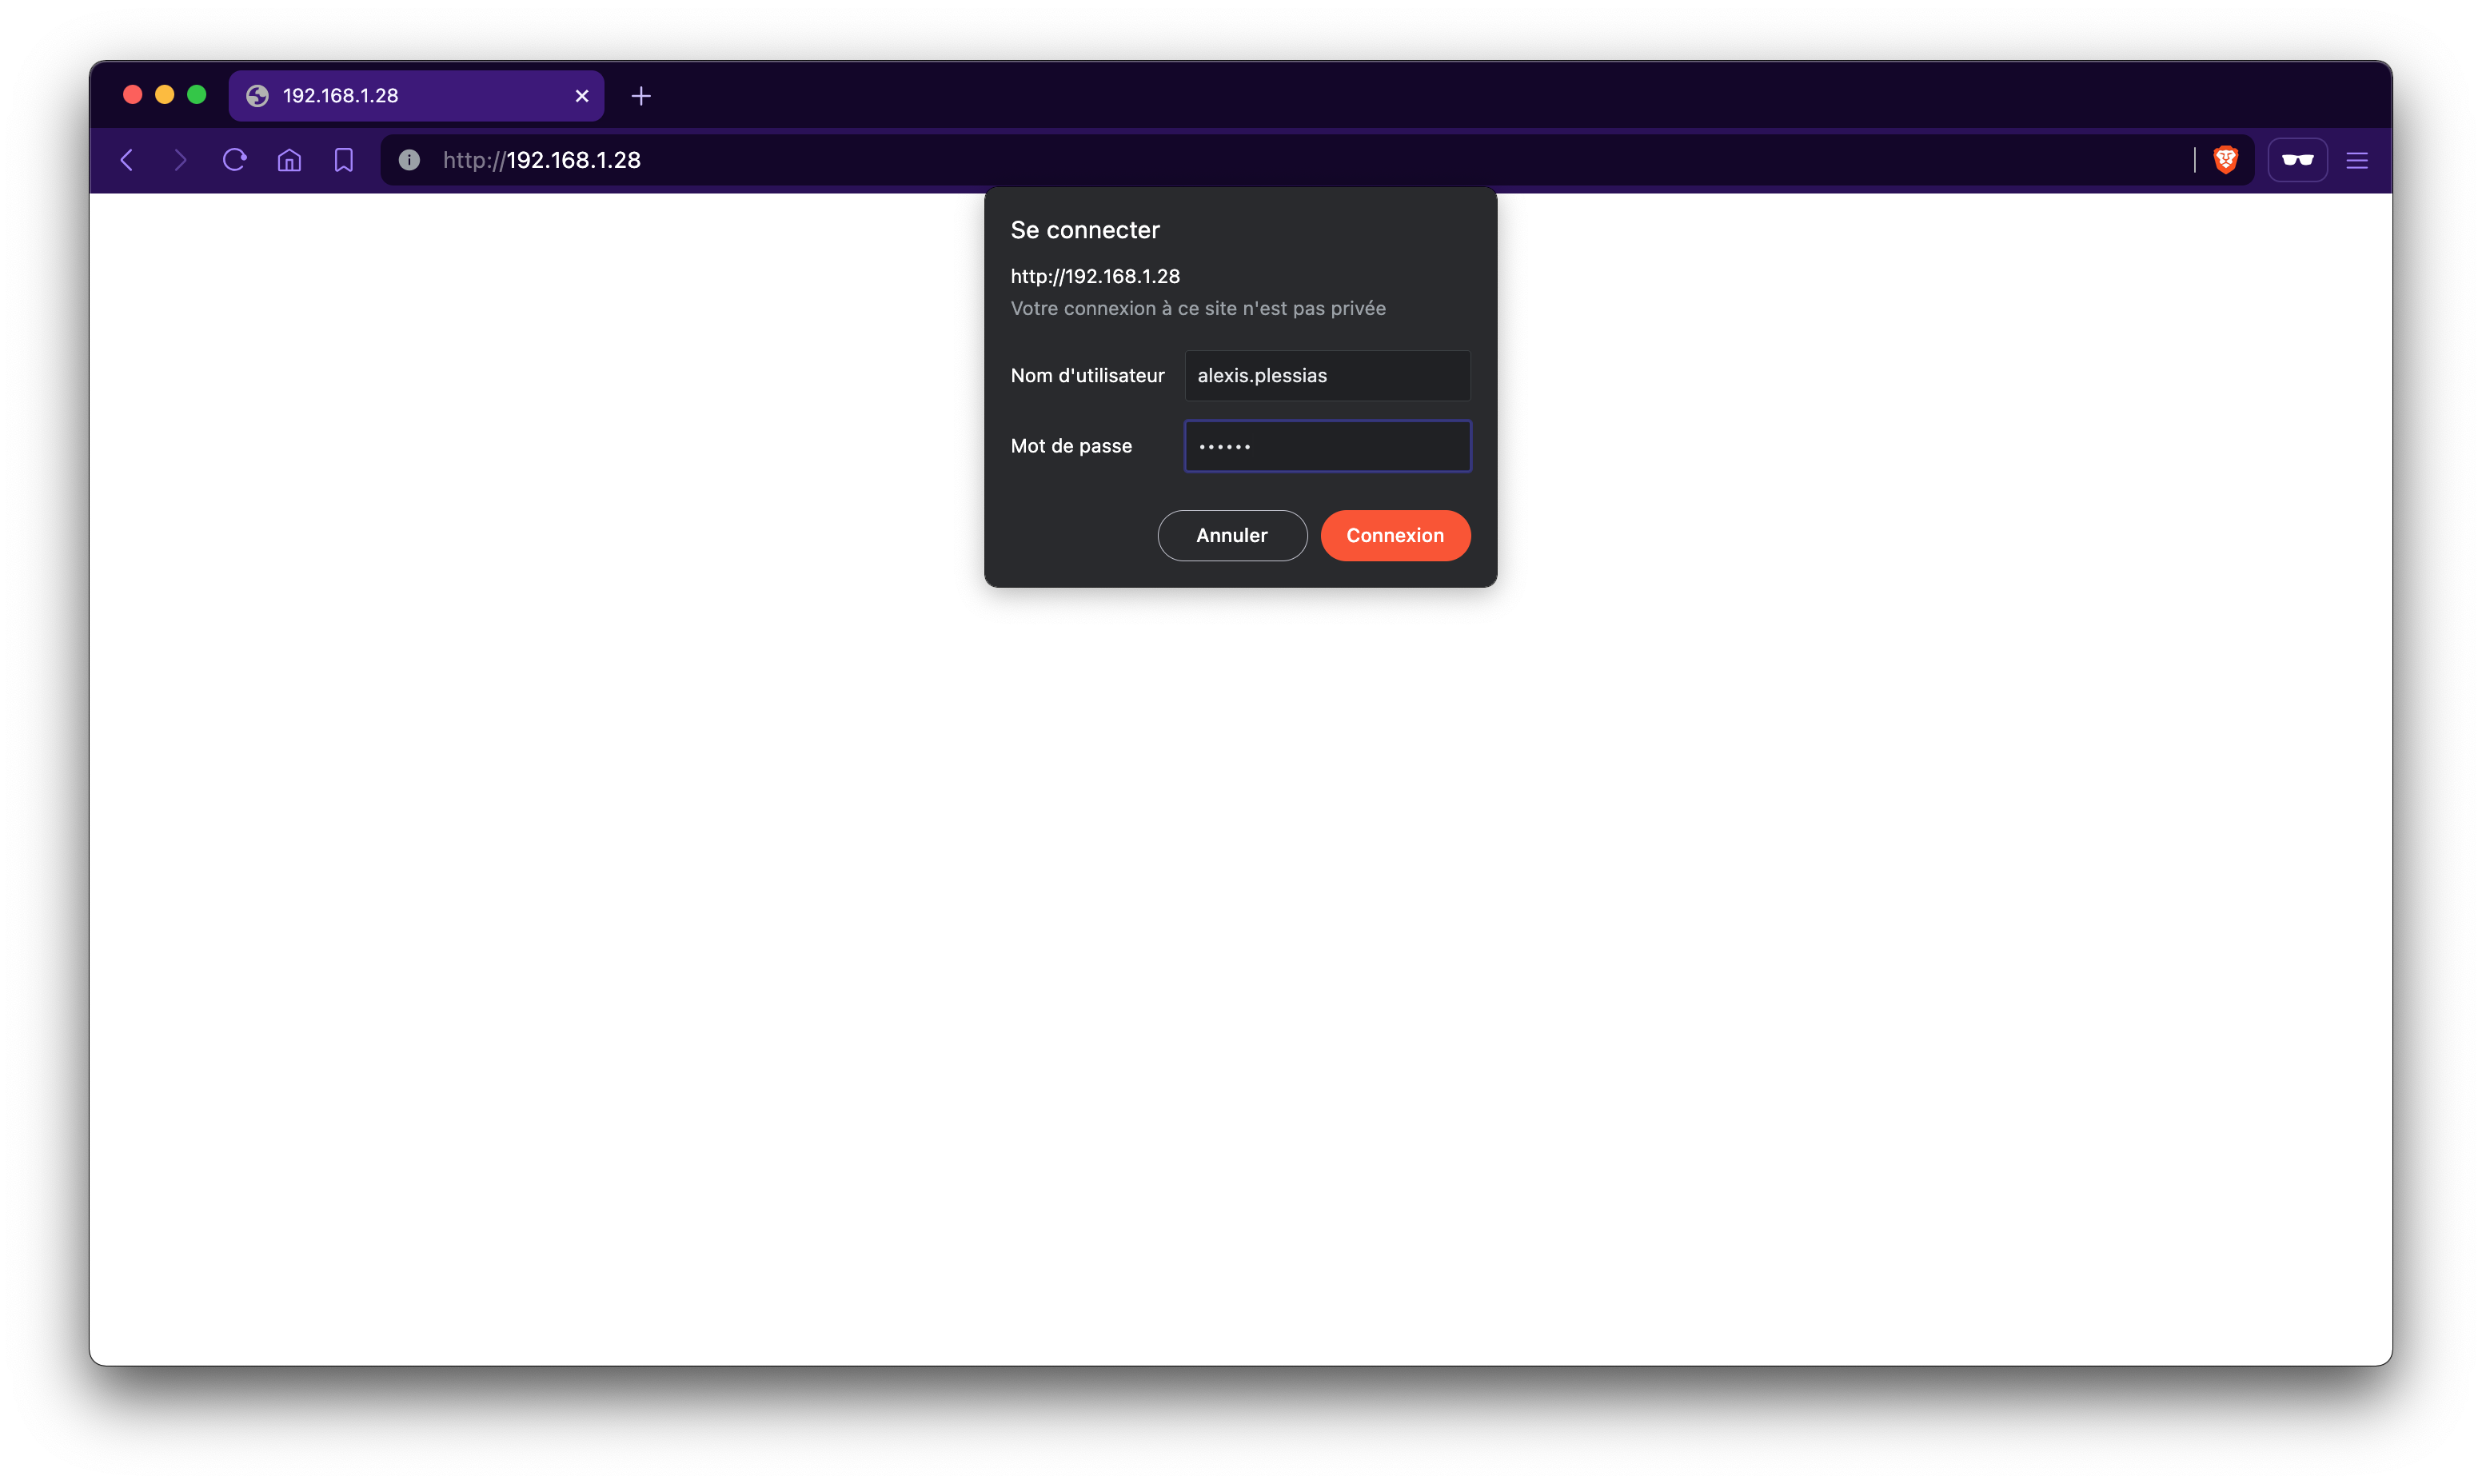 192.168.1.28
http://192.168.1.28
Se connecter
http://192.168.1.28
Votre connexion à ce site n'est pas privée
Nom d'utilisateur alexis.plessias
Mot de passe ••••••
Annuler Connexion